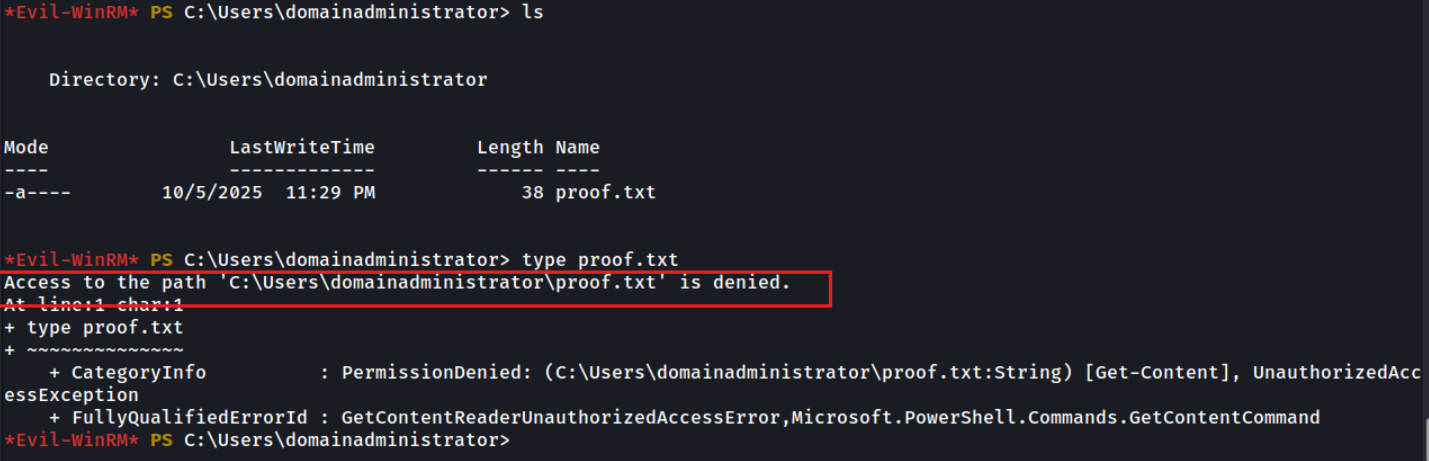 *Evil-WinRM* PS C:\Users\domainadministrator> ls
Directory: C:\Users\domainadministrator
Mode                LastWriteTime         Length Name
----                -------------         ------ ----
-a----        10/5/2025  11:29 PM             38 proof.txt
*Evil-WinRM* PS C:\Users\domainadministrator> type proof.txt
Access to the path 'C:\Users\domainadministrator\proof.txt' is denied.
At line:1 char:1
+ type proof.txt
+ ~~~~~~~~~~~~~~
    + CategoryInfo          : PermissionDenied: (C:\Users\domainadministrator\proof.txt:String) [Get-Content], UnauthorizedAcc
essException
    + FullyQualifiedErrorId : GetContentReaderUnauthorizedAccessError,Microsoft.PowerShell.Commands.GetContentCommand
*Evil-WinRM* PS C:\Users\domainadministrator>